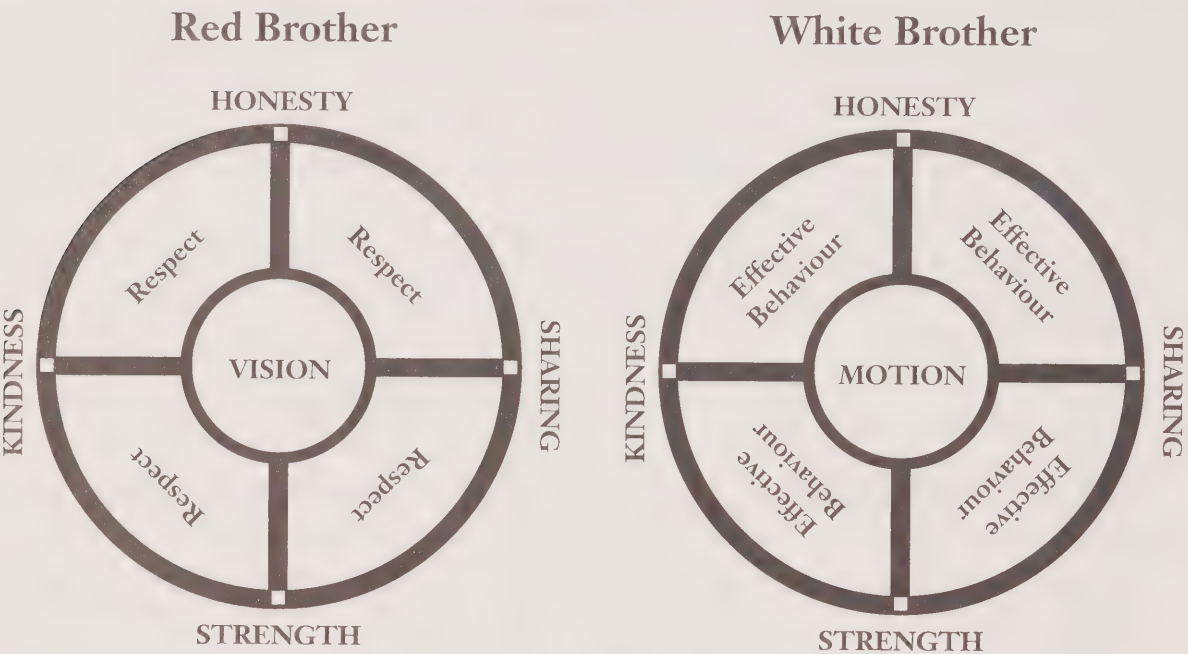 Red Brother
HONESTY
Respect
Respect
KINDNESS
VISION
SHARING
Respect
Respect
STRENGTH
White Brother
HONESTY
Effective
Behaviour
Effective
Behaviour
KINDNESS
MOTION
SHARING
Effective
Behaviour
Effective
Behaviour
STRENGTH